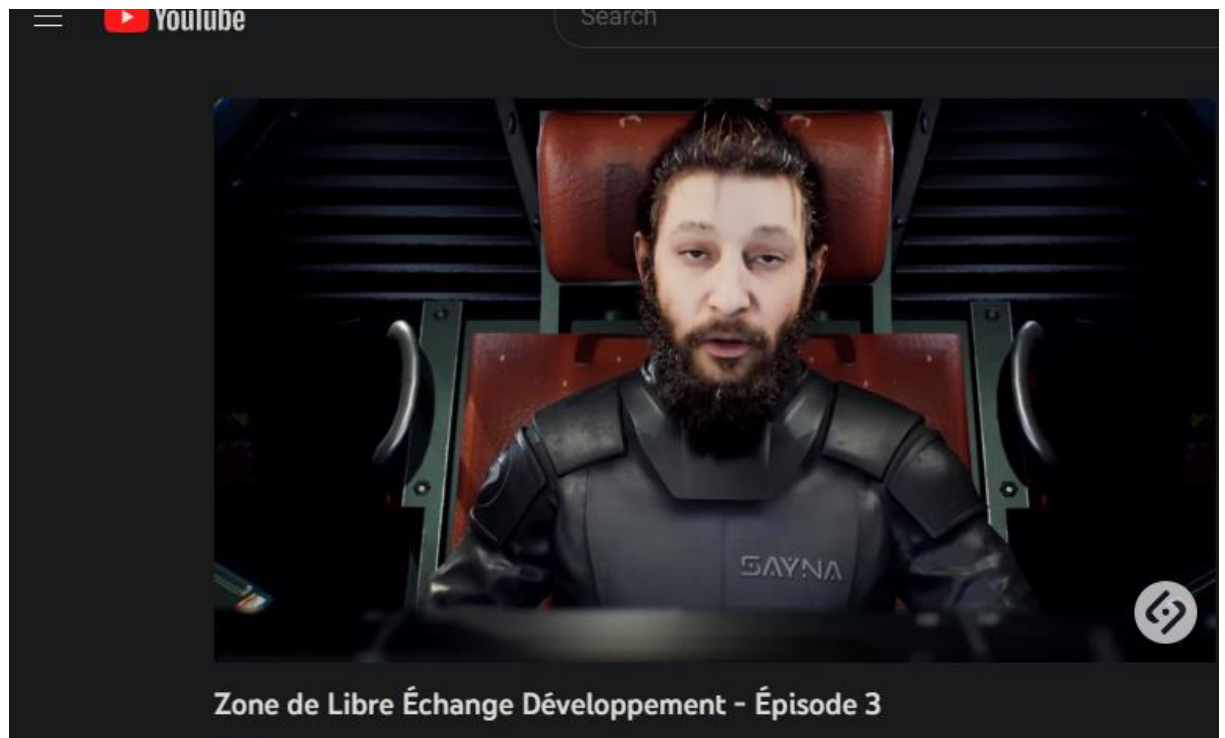 YouTube
Search
SAYNA
Zone de Libre Échange Développement - Épisode 3